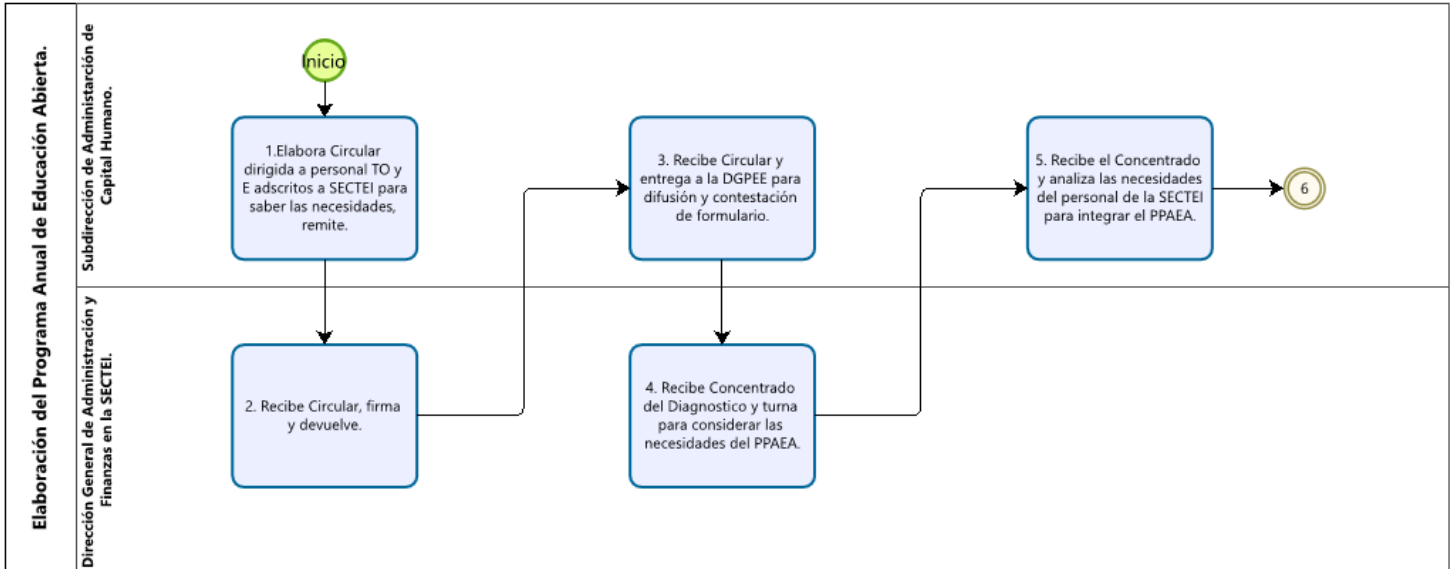 Elaboración del Programa Anual de Educación Abierta.
Subdirección de Administarción de
Capital Humano.
Inicio
1.Elabora Circular
dirigida a personal TO y
E adscritos a SECTEI para
saber las necesidades,
remite.
3. Recibe Circular y
entrega a la DGPEE para
difusión y contestación
de formulario.
5. Recibe el Concentrado
y analiza las necesidades
del personal de la SECTEI
para integrar el PPAEA.
6
Dirección General de Administración y
Finanzas en la SECTEI.
2. Recibe Circular, firma
y devuelve.
4. Recibe Concentrado
del Diagnostico y turna
para considerar las
necesidades del PPAEA.